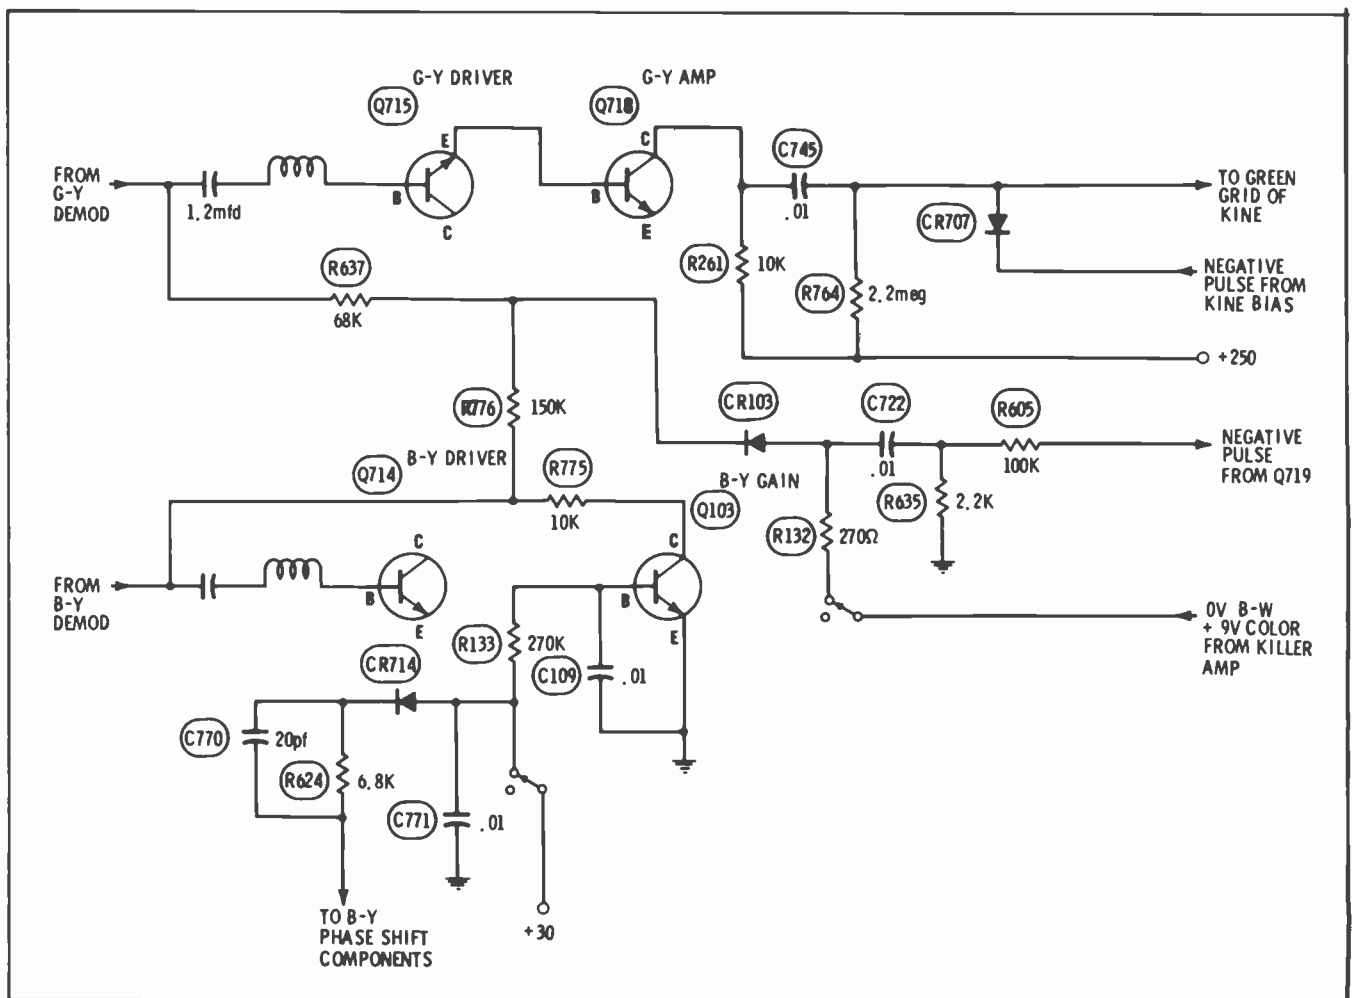 G-Y DRIVER
G-Y AMP
Q715
Q718
E
C
C745
FROM
G-Y
DEMOD
1.2mfd
B
C
B
E
.01
TO GREEN
GRID OF
KINE
CR707
R637
68K
R261
10K
R764
2.2meg
NEGATIVE
PULSE FROM
KINE BIAS
+250
R776
150K
CR103
C722
R605
B-Y DRIVER
Q714
R775
10K
B-Y GAIN
Q103
.01
100K
NEGATIVE
PULSE
FROM Q719
R635
2.2K
R132
270Ω
C
C
FROM
B-Y
DEMOD
B
E
B
E
R133
270K
C109
.01
0V B-W
+ 9V COLOR
FROM KILLER
AMP
CR714
C770
20pf
R624
6.8K
C771
.01
TO B-Y
PHASE SHIFT
COMPONENTS
+30